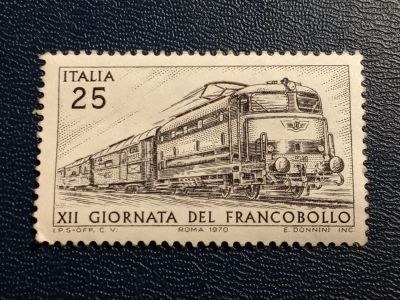 ITALIA
25
XII GIORNATA DEL FRANCOBOLLO
I.P.S-OFF. C. V. ROMA 1970 E. DONNINI INC.